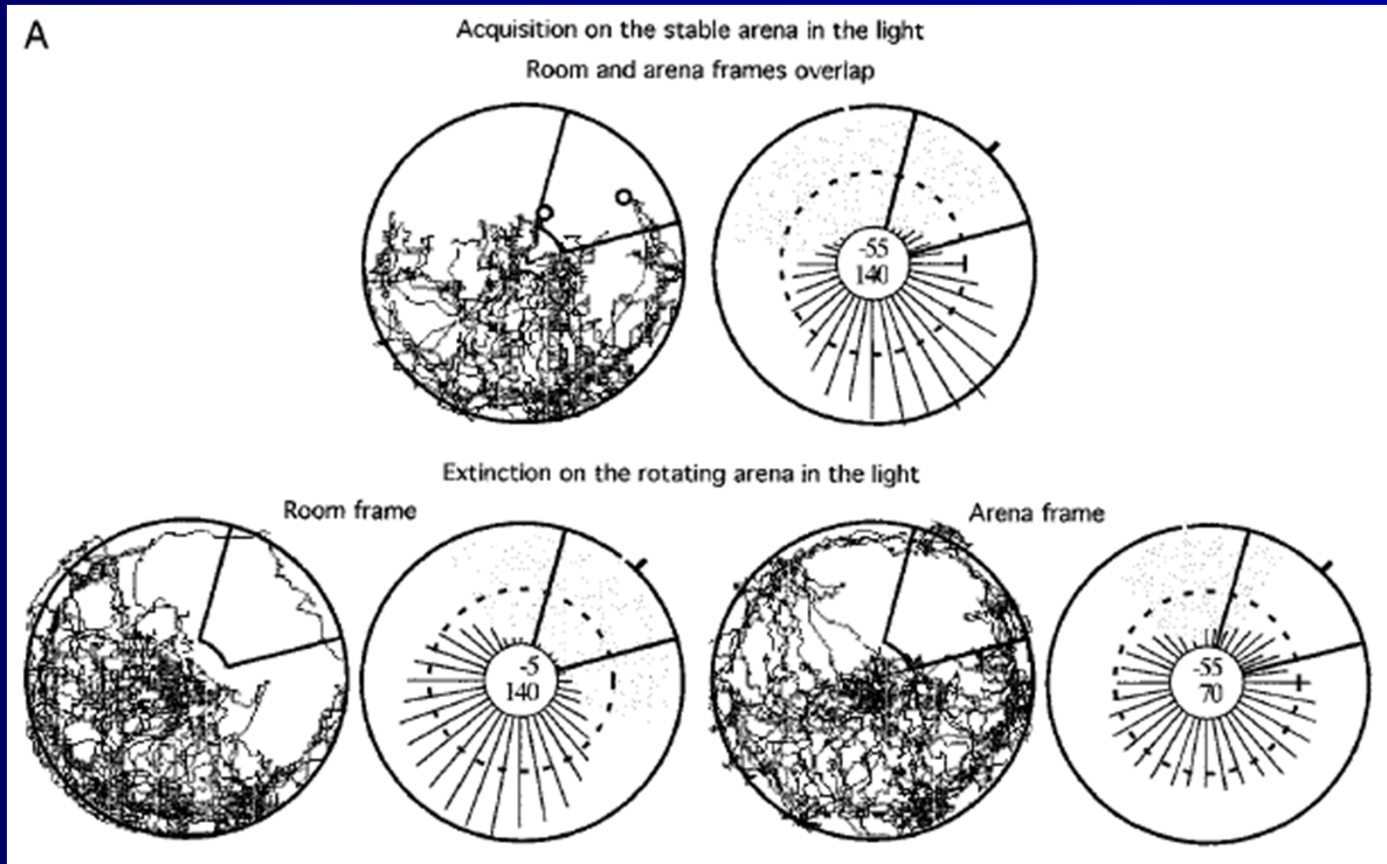 A
Acquisition on the stable arena in the light
Room and arena frames overlap
-55
140
Extinction on the rotating arena in the light
Room frame
Arena frame
-5
140
-55
70